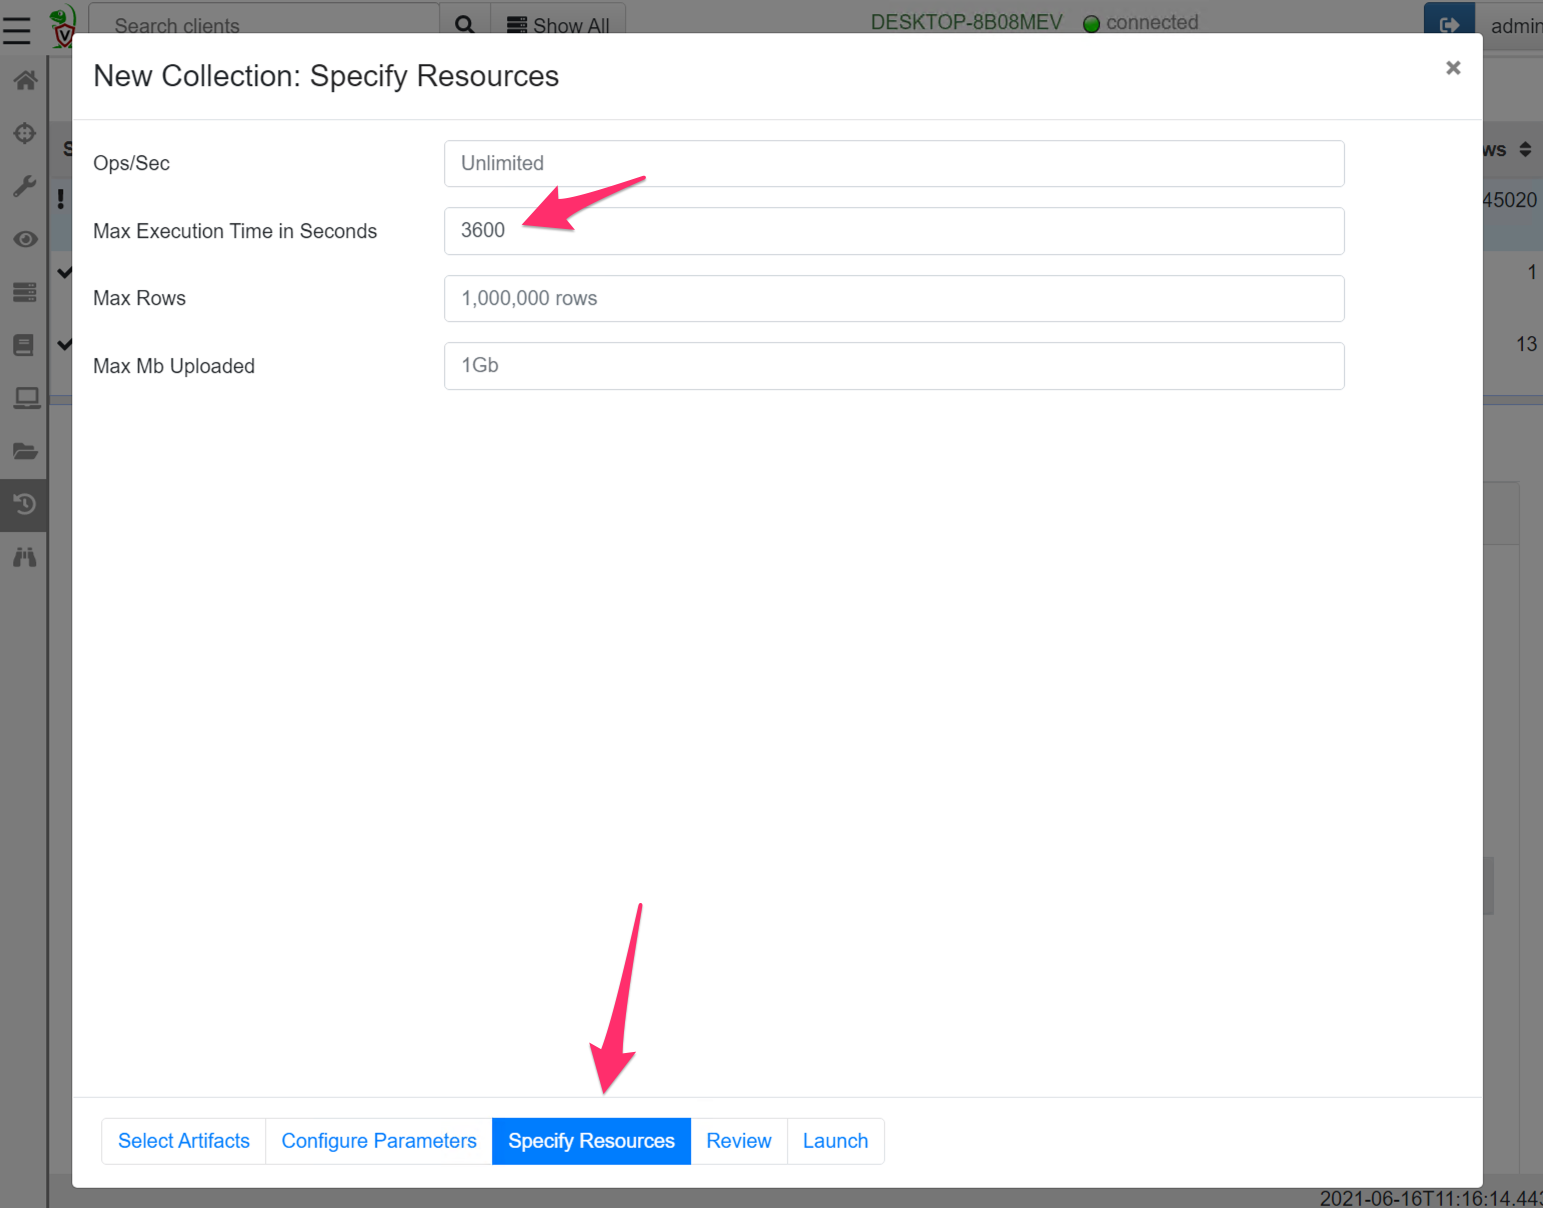 Search clients
Show All
DESKTOP-8B08MEV connected
admin
New Collection: Specify Resources
×
Ops/Sec
Unlimited
Max Execution Time in Seconds
3600
Max Rows
1,000,000 rows
Max Mb Uploaded
1Gb
ws
45020
1
13
Select Artifacts
Configure Parameters
Specify Resources
Review
Launch
2021-06-16T11:16:14.443